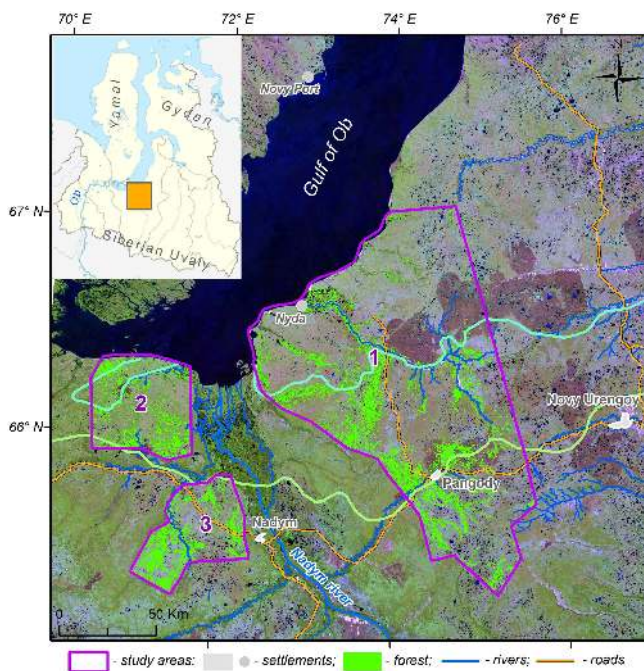 70° E
72° E
74° E
76° E
Yamal
Gydan
Ob
Siberian Uvaly
Novy Port
Gulf of Ob
67° N
Nyda
1
2
Novy Urengoy
66° N
Pangody
3
Nadym
Nadym river
0
50 Km
- study areas;
- settlements;
- forest;
- rivers;
- roads